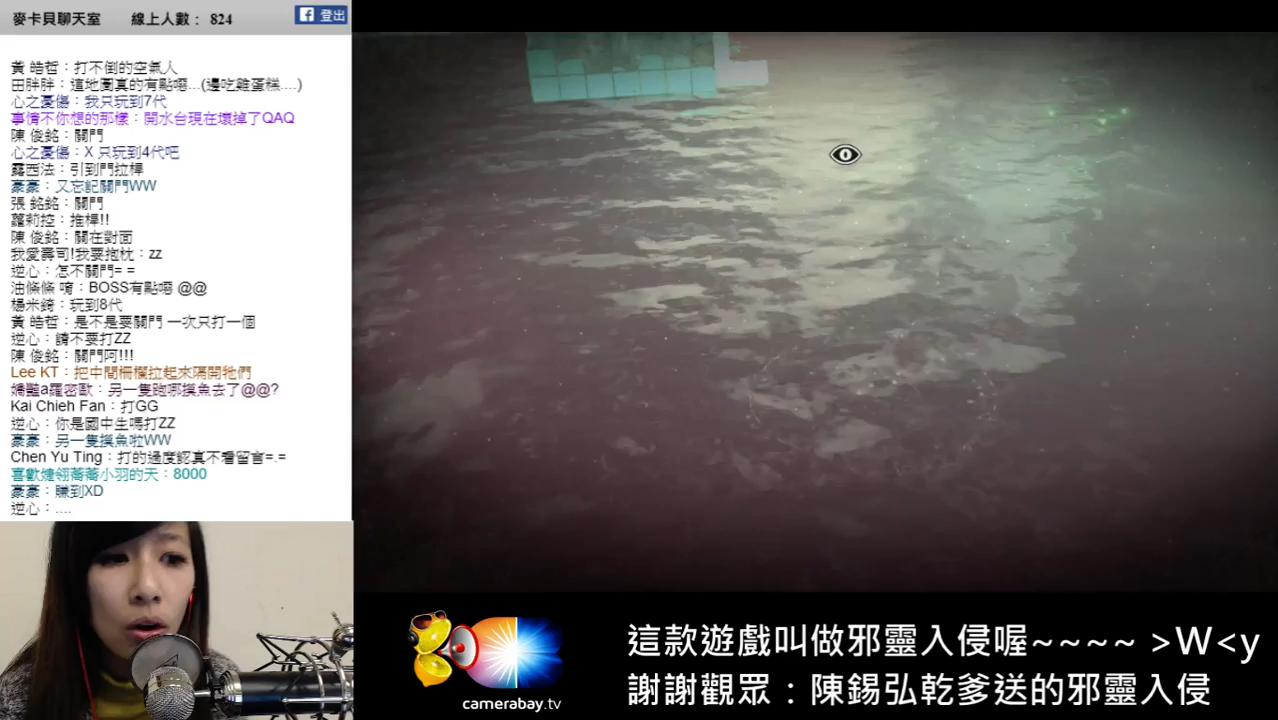 麥卡貝聊天室 線上人數： 824
登出
黃 皓哲：打不倒的空氣人
田胖胖：這地圖真的有點噁...(邊吃雞蛋糕....)
心之憂傷：我只玩到7代
事情不你想的那樣：開水台現在壞掉了QAQ
陳 俊銘：關門
心之憂傷：X 只玩到4代吧
露西法：引到門拉桿
豪豪：又忘記關門WW
張 銘銘：關門
蘿莉控：推桿!!
陳 俊銘：關在對面
我愛壽司!我要抱枕：zz
逆心：怎不關門= =
油條條 唷：BOSS有點噁 @@
楊米綺：玩到8代
黃 皓哲：是不是要關門 一次只打一個
逆心：請不要打ZZ
陳 俊銘：關門阿!!!
Lee KT：把中間柵欄拉起來隔開牠們
嬌豔a羅密歐：另一隻跑哪摸魚去了@@?
Kai Chieh Fan：打GG
逆心：你是國中生嗎打ZZ
豪豪：另一隻摸魚啦WW
Chen Yu Ting：打的過度認真不看留言=.=
喜歡婕翎蕎蕎小羽的天：8000
豪豪：賺到XD
逆心：....
camerabay.tv
這款遊戲叫做邪靈入侵喔~~~~ >W<y
謝謝觀眾：陳錫弘乾爹送的邪靈入侵